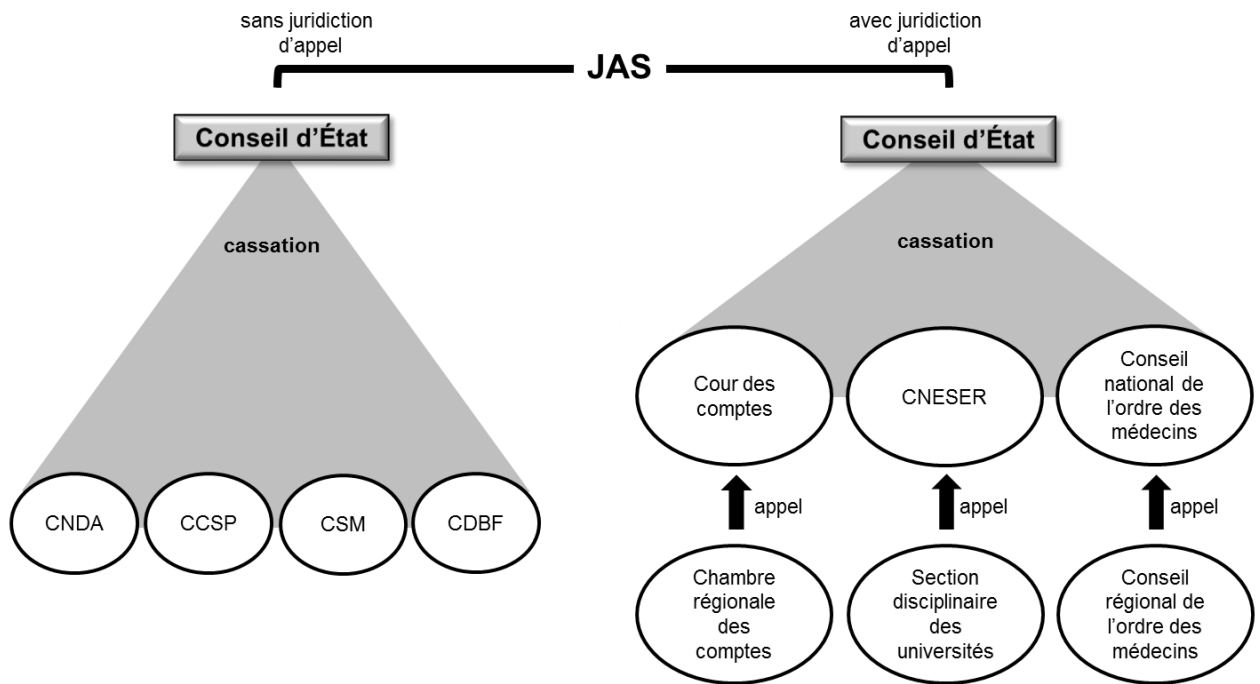 sans juridiction
d'appel
avec juridiction
d'appel
JAS
Conseil d'État
Conseil d'État
cassation
cassation
CNDA
CCSP
CSM
CDBF
Cour des
comptes
CNESER
Conseil
national de
l'ordre des
médecins
appel
appel
appel
Chambre
régionale
des
comptes
Section
disciplinaire
des
universités
Conseil
régional de
l'ordre des
médecins